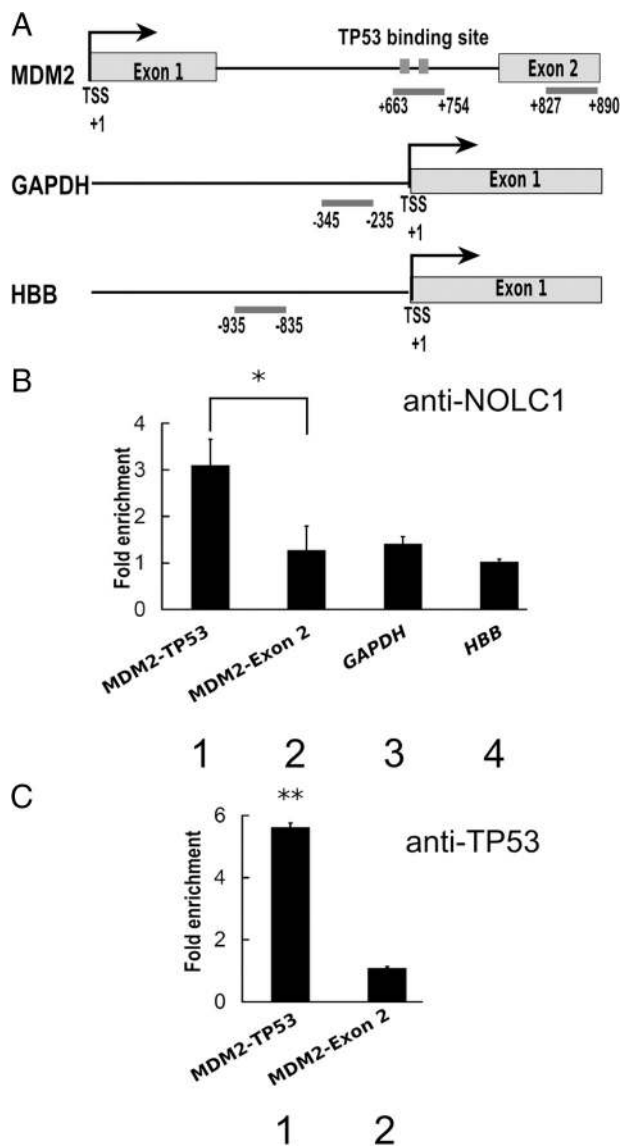 A
TP53 binding site
MDM2 Exon 1 Exon 2
TSS +663 +754 +827 +890
+1
GAPDH Exon 1
-345 -235 TSS
+1
HBB Exon 1
-935 -835 TSS
+1
B
* anti-NOLC1
Fold enrichment
4
3
2
1
0
MDM2-TP53 MDM2-Exon 2 GAPDH HBB
1 2 3 4
C
** anti-TP53
Fold enrichment
6
4
2
0
MDM2-TP53 MDM2-Exon 2
1 2